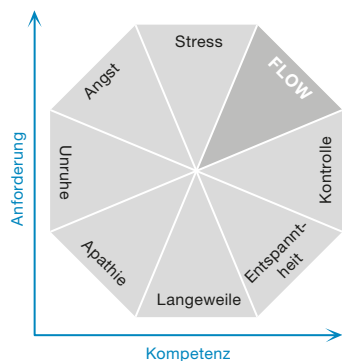 Stress
FLOW
Angst
Anforderung
Unruhe
Kontrolle
Apathie
Entspannt-
heit
Langeweile
Kompetenz